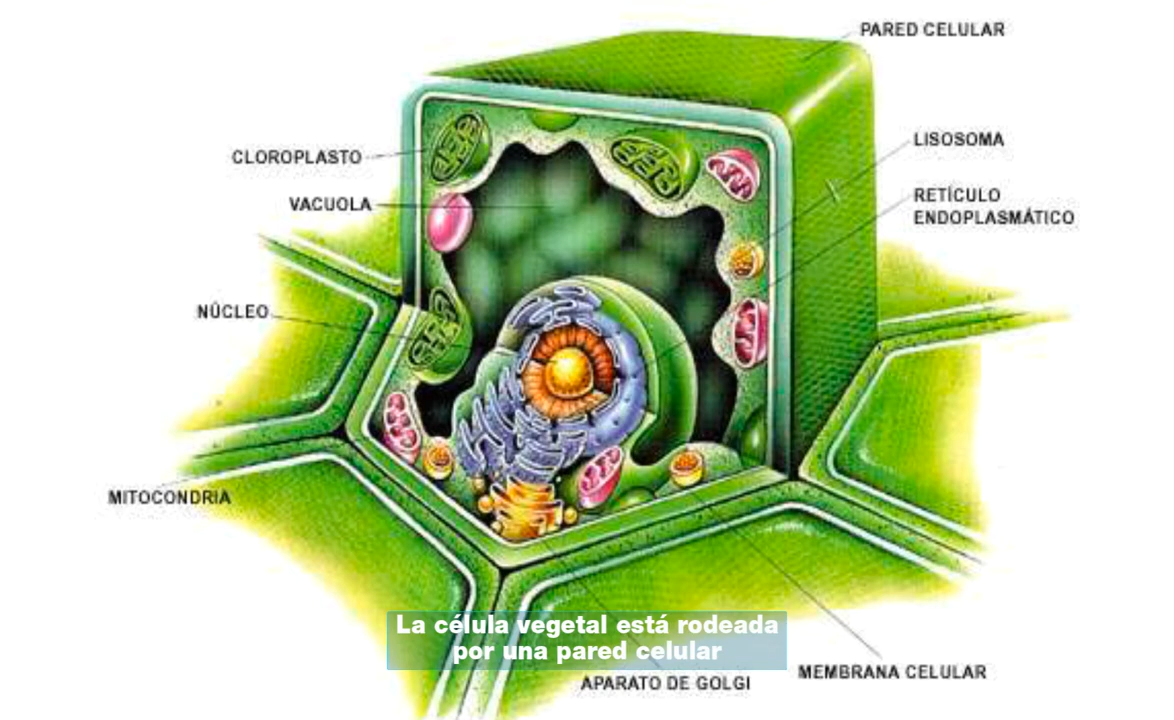 PARED CELULAR
LISOSOMA
CLOROPLASTO
RETÍCULO
ENDOPLASMÁTICO
VACUOLA
NÚCLEO
MITOCONDRIA
La célula vegetal está rodeada
por una pared celular
MEMBRANA CELULAR
APARATO DE GOLGI